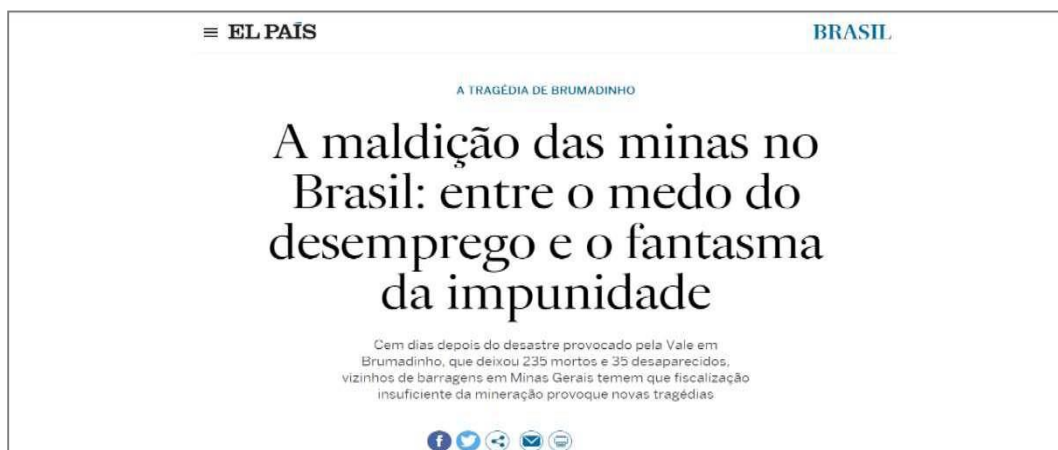 EL PAÍS
BRASIL
A TRAGÉDIA DE BRUMADINHO
A maldição das minas no
Brasil: entre o medo do
desemprego e o fantasma
da impunidade
Cem dias depois do desastre provocado pela Vale em
Brumadinho, que deixou 235 mortos e 35 desaparecidos,
vizinhos de barragens em Minas Gerais temem que fiscalização
insuficiente da mineração provoque novas tragédias